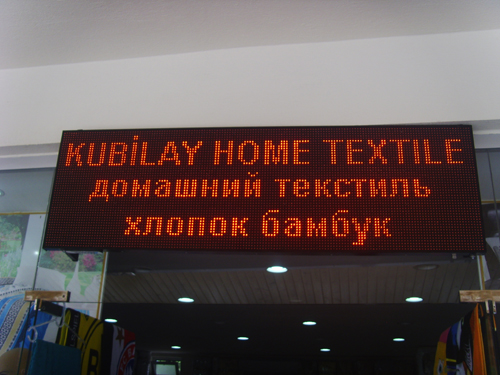 KUBİLAY HOME TEXTILE
домашний текстиль
хлопок бамбук